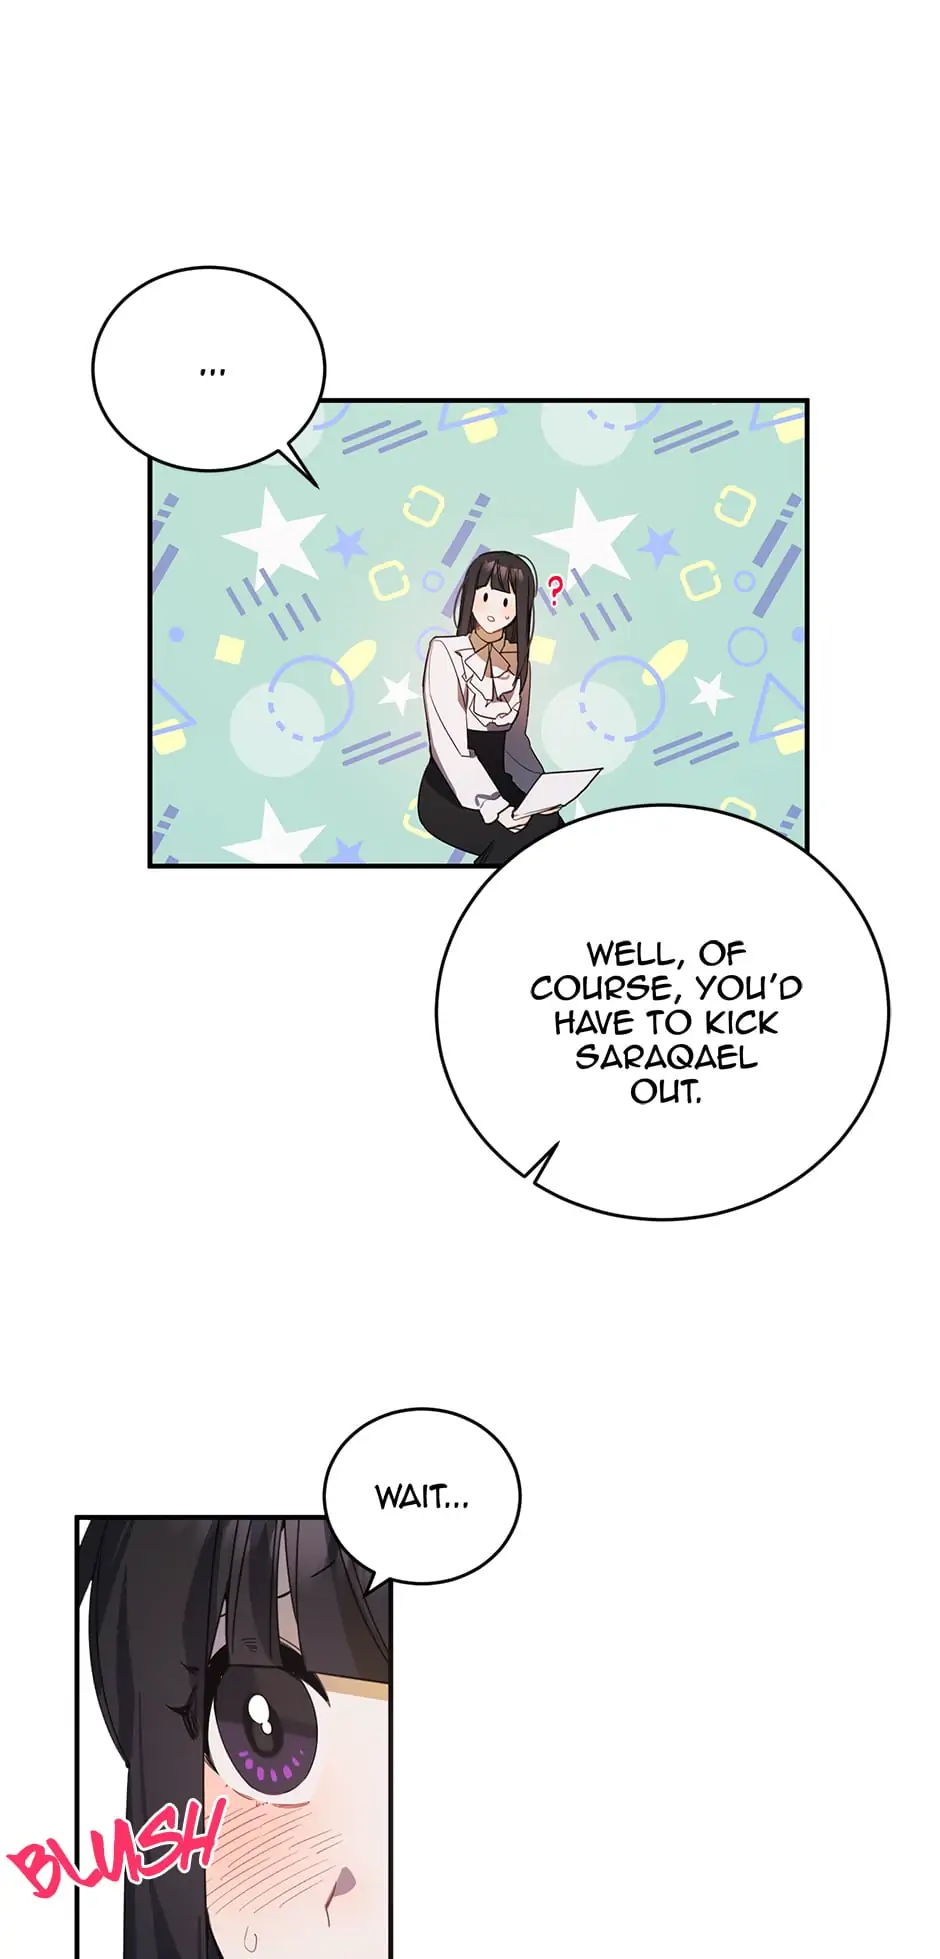 ...
?
WELL, OF
COURSE, YOU'D
HAVE TO KICK
SARAQAEL
OUT.
WAIT...
BLUSH